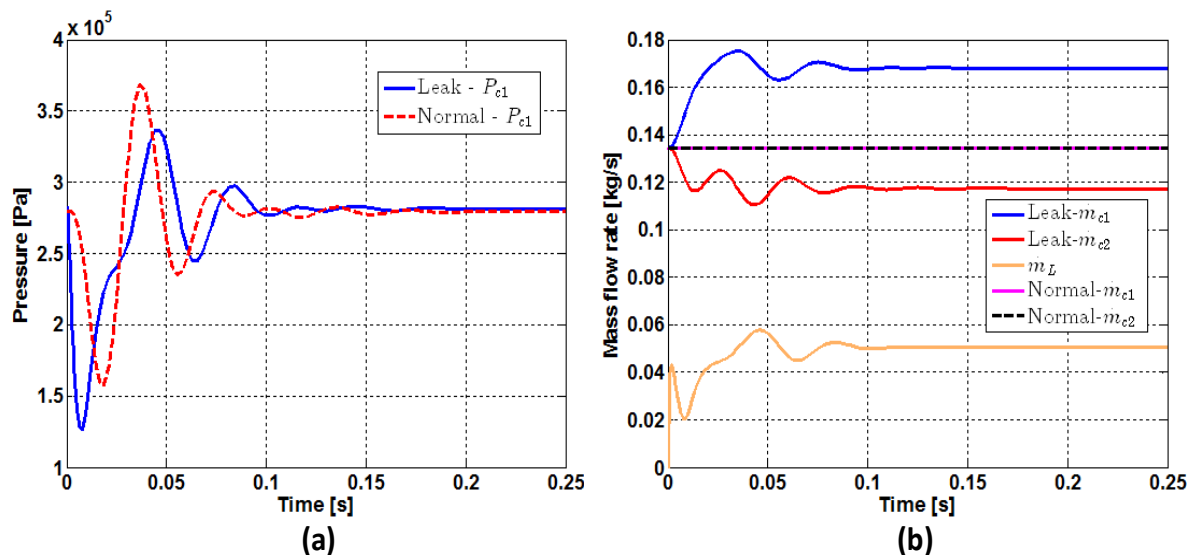 4 x 10⁵
3.5
3
2.5
2
1.5
1
0
0.05
0.1
0.15
0.2
0.25
Pressure [Pa]
Time [s]
Leak - P_c1
Normal - P_c1
(a)
0.18
0.16
0.14
0.12
0.1
0.08
0.06
0.04
0.02
0
0
0.05
0.1
0.15
0.2
0.25
Mass flow rate [kg/s]
Time [s]
Leak-ṁ_c1
Leak-ṁ_c2
ṁ_L
Normal-ṁ_c1
Normal-ṁ_c2
(b)